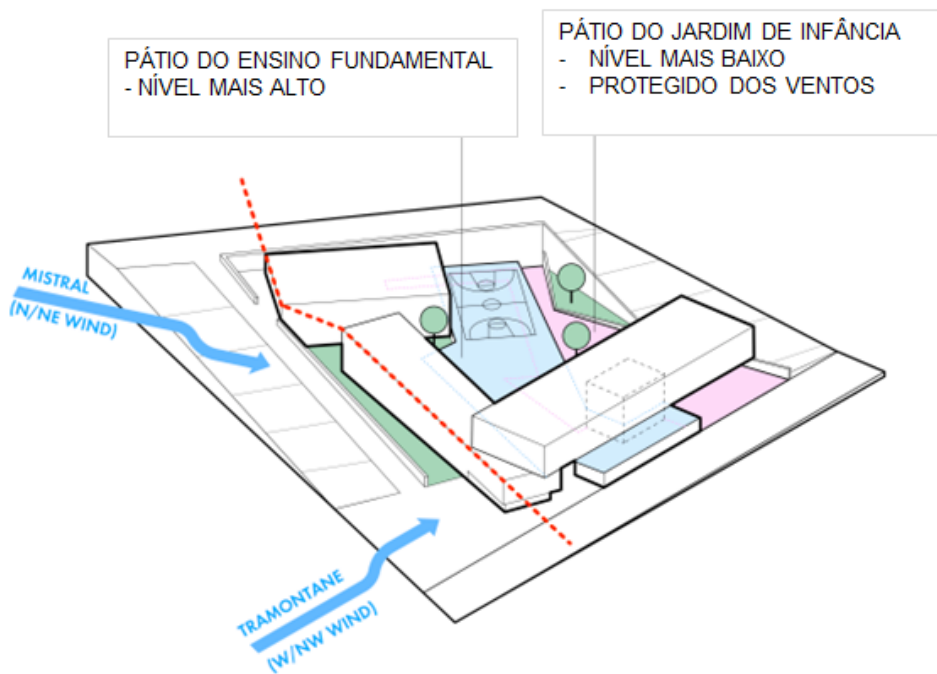 PÁTIO DO ENSINO FUNDAMENTAL
- NÍVEL MAIS ALTO
PÁTIO DO JARDIM DE INFÂNCIA
- NÍVEL MAIS BAIXO
- PROTEGIDO DOS VENTOS
MISTRAL
(N/NE WIND)
TRAMONTANE
(W/NW WIND)